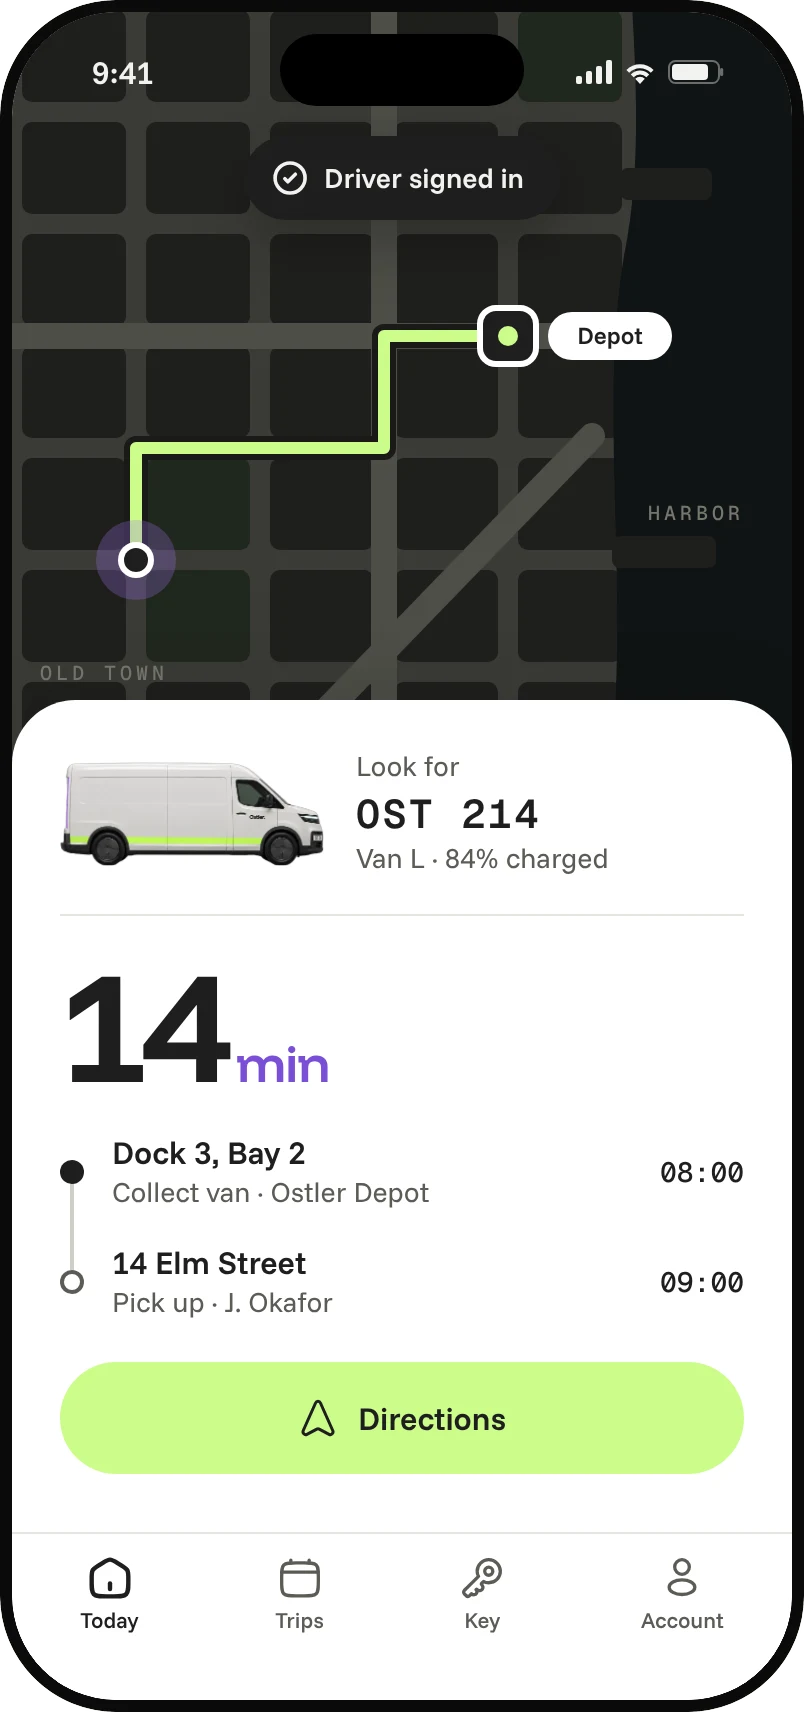 9:41
Driver signed in
Depot
HARBOR
OLD TOWN
Look for
OST 214
Van L · 84% charged
Ostler.
14 min
Dock 3, Bay 2
08:00
Collect van · Ostler Depot
14 Elm Street
09:00
Pick up · J. Okafor
Directions
Today
Trips
Key
Account